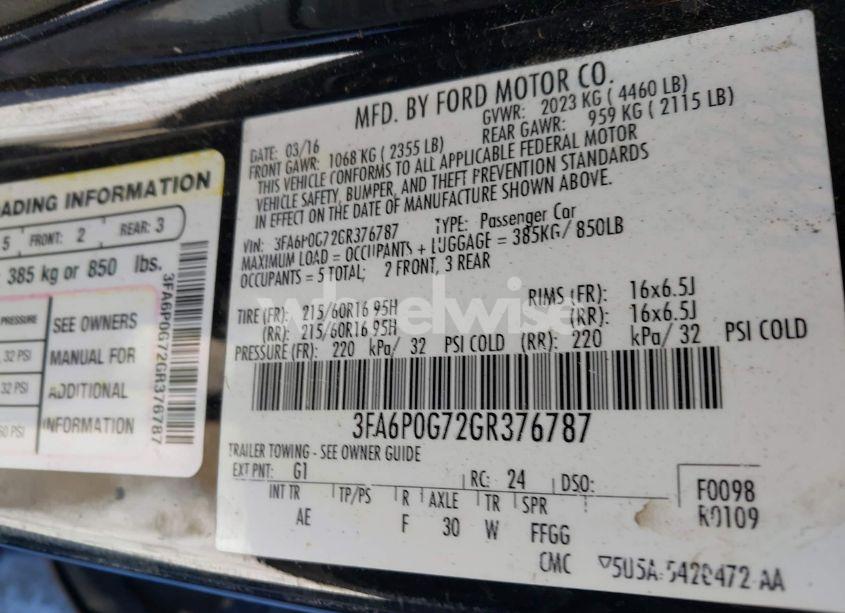 OADING INFORMATION
5 FRONT: 2 REAR: 3
385 kg or 850 lbs.
PRESSURE
SEE OWNERS
32 PSI
MANUAL FOR
32 PSI
ADDITIONAL
60 PSI
INFORMATION
3FA6P0G72GR376787
MFD. BY FORD MOTOR CO.
DATE: 03/16 GVWR: 2023 KG ( 4460 LB)
FRONT GAWR: 1068 KG ( 2355 LB) REAR GAWR: 959 KG ( 2115 LB)
THIS VEHICLE CONFORMS TO ALL APPLICABLE FEDERAL MOTOR
VEHICLE SAFETY, BUMPER, AND THEFT PREVENTION STANDARDS
IN EFFECT ON THE DATE OF MANUFACTURE SHOWN ABOVE.
VIN: 3FA6P0G72GR376787 TYPE: Passenger Car
MAXIMUM LOAD = OCCUPANTS + LUGGAGE = 385KG/ 850LB
OCCUPANTS = 5 TOTAL; 2 FRONT, 3 REAR
wheelwise
TIRE (FR): 215/60R16 95H RIMS (FR): 16x6.5J
(RR): 215/60R16 95H (RR): 16x6.5J
PRESSURE (FR): 220 kPa/ 32 PSI COLD (RR): 220 kPa/ 32 PSI COLD
3FA6P0G72GR376787
TRAILER TOWING - SEE OWNER GUIDE
EXT PNT: G1 RC: 24 DSO:
INT TR TP/PS R AXLE TR SPR
AE F 30 W FFGG
F0098
R0109
CMC 5U5A-5420472-AA